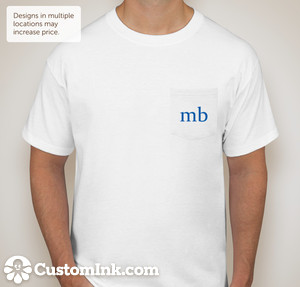 Designs in multiple
locations may
increase price.
mb
CustomInk.com